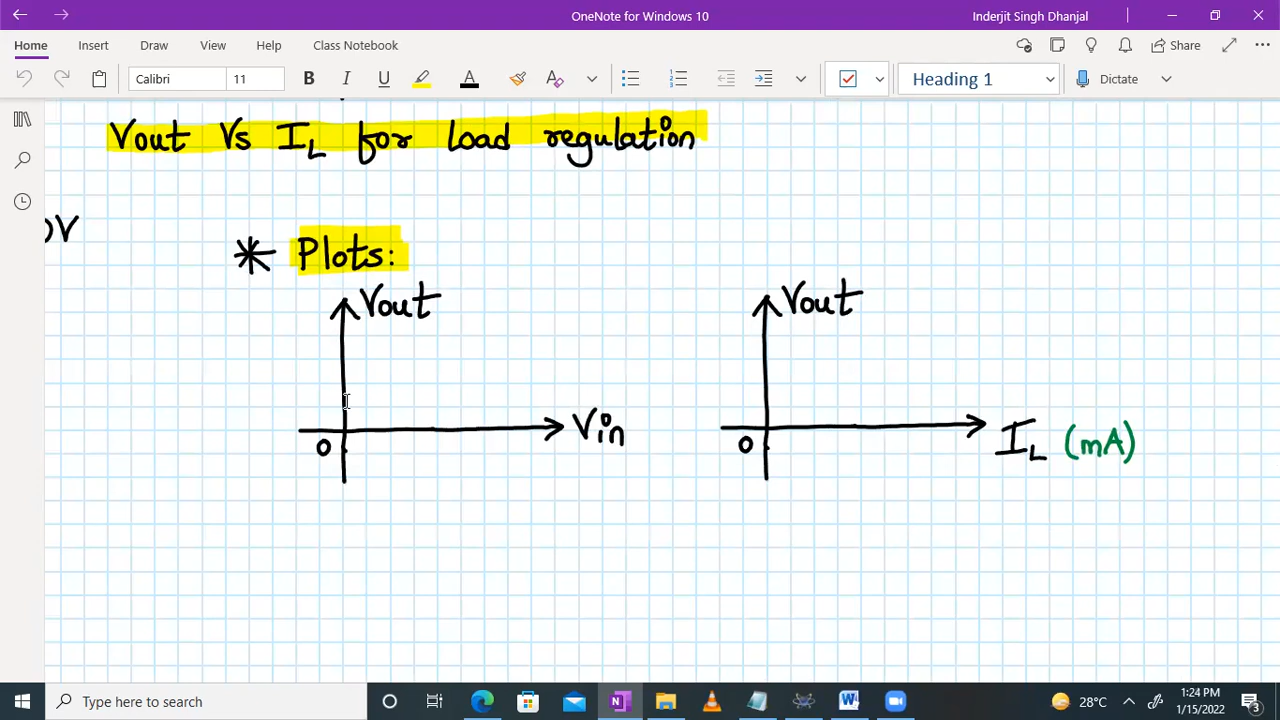 OneNote for Windows 10
Inderjit Singh Dhanjal
Home Insert Draw View Help Class Notebook Share
Calibri 11 B I U A A Heading 1 Dictate
Vout Vs IL for Load regulation
0V
* Plots:
Vout Vout
Vin IL (mA)
0 0
Type here to search
28°C
1:24 PM
1/15/2022
3